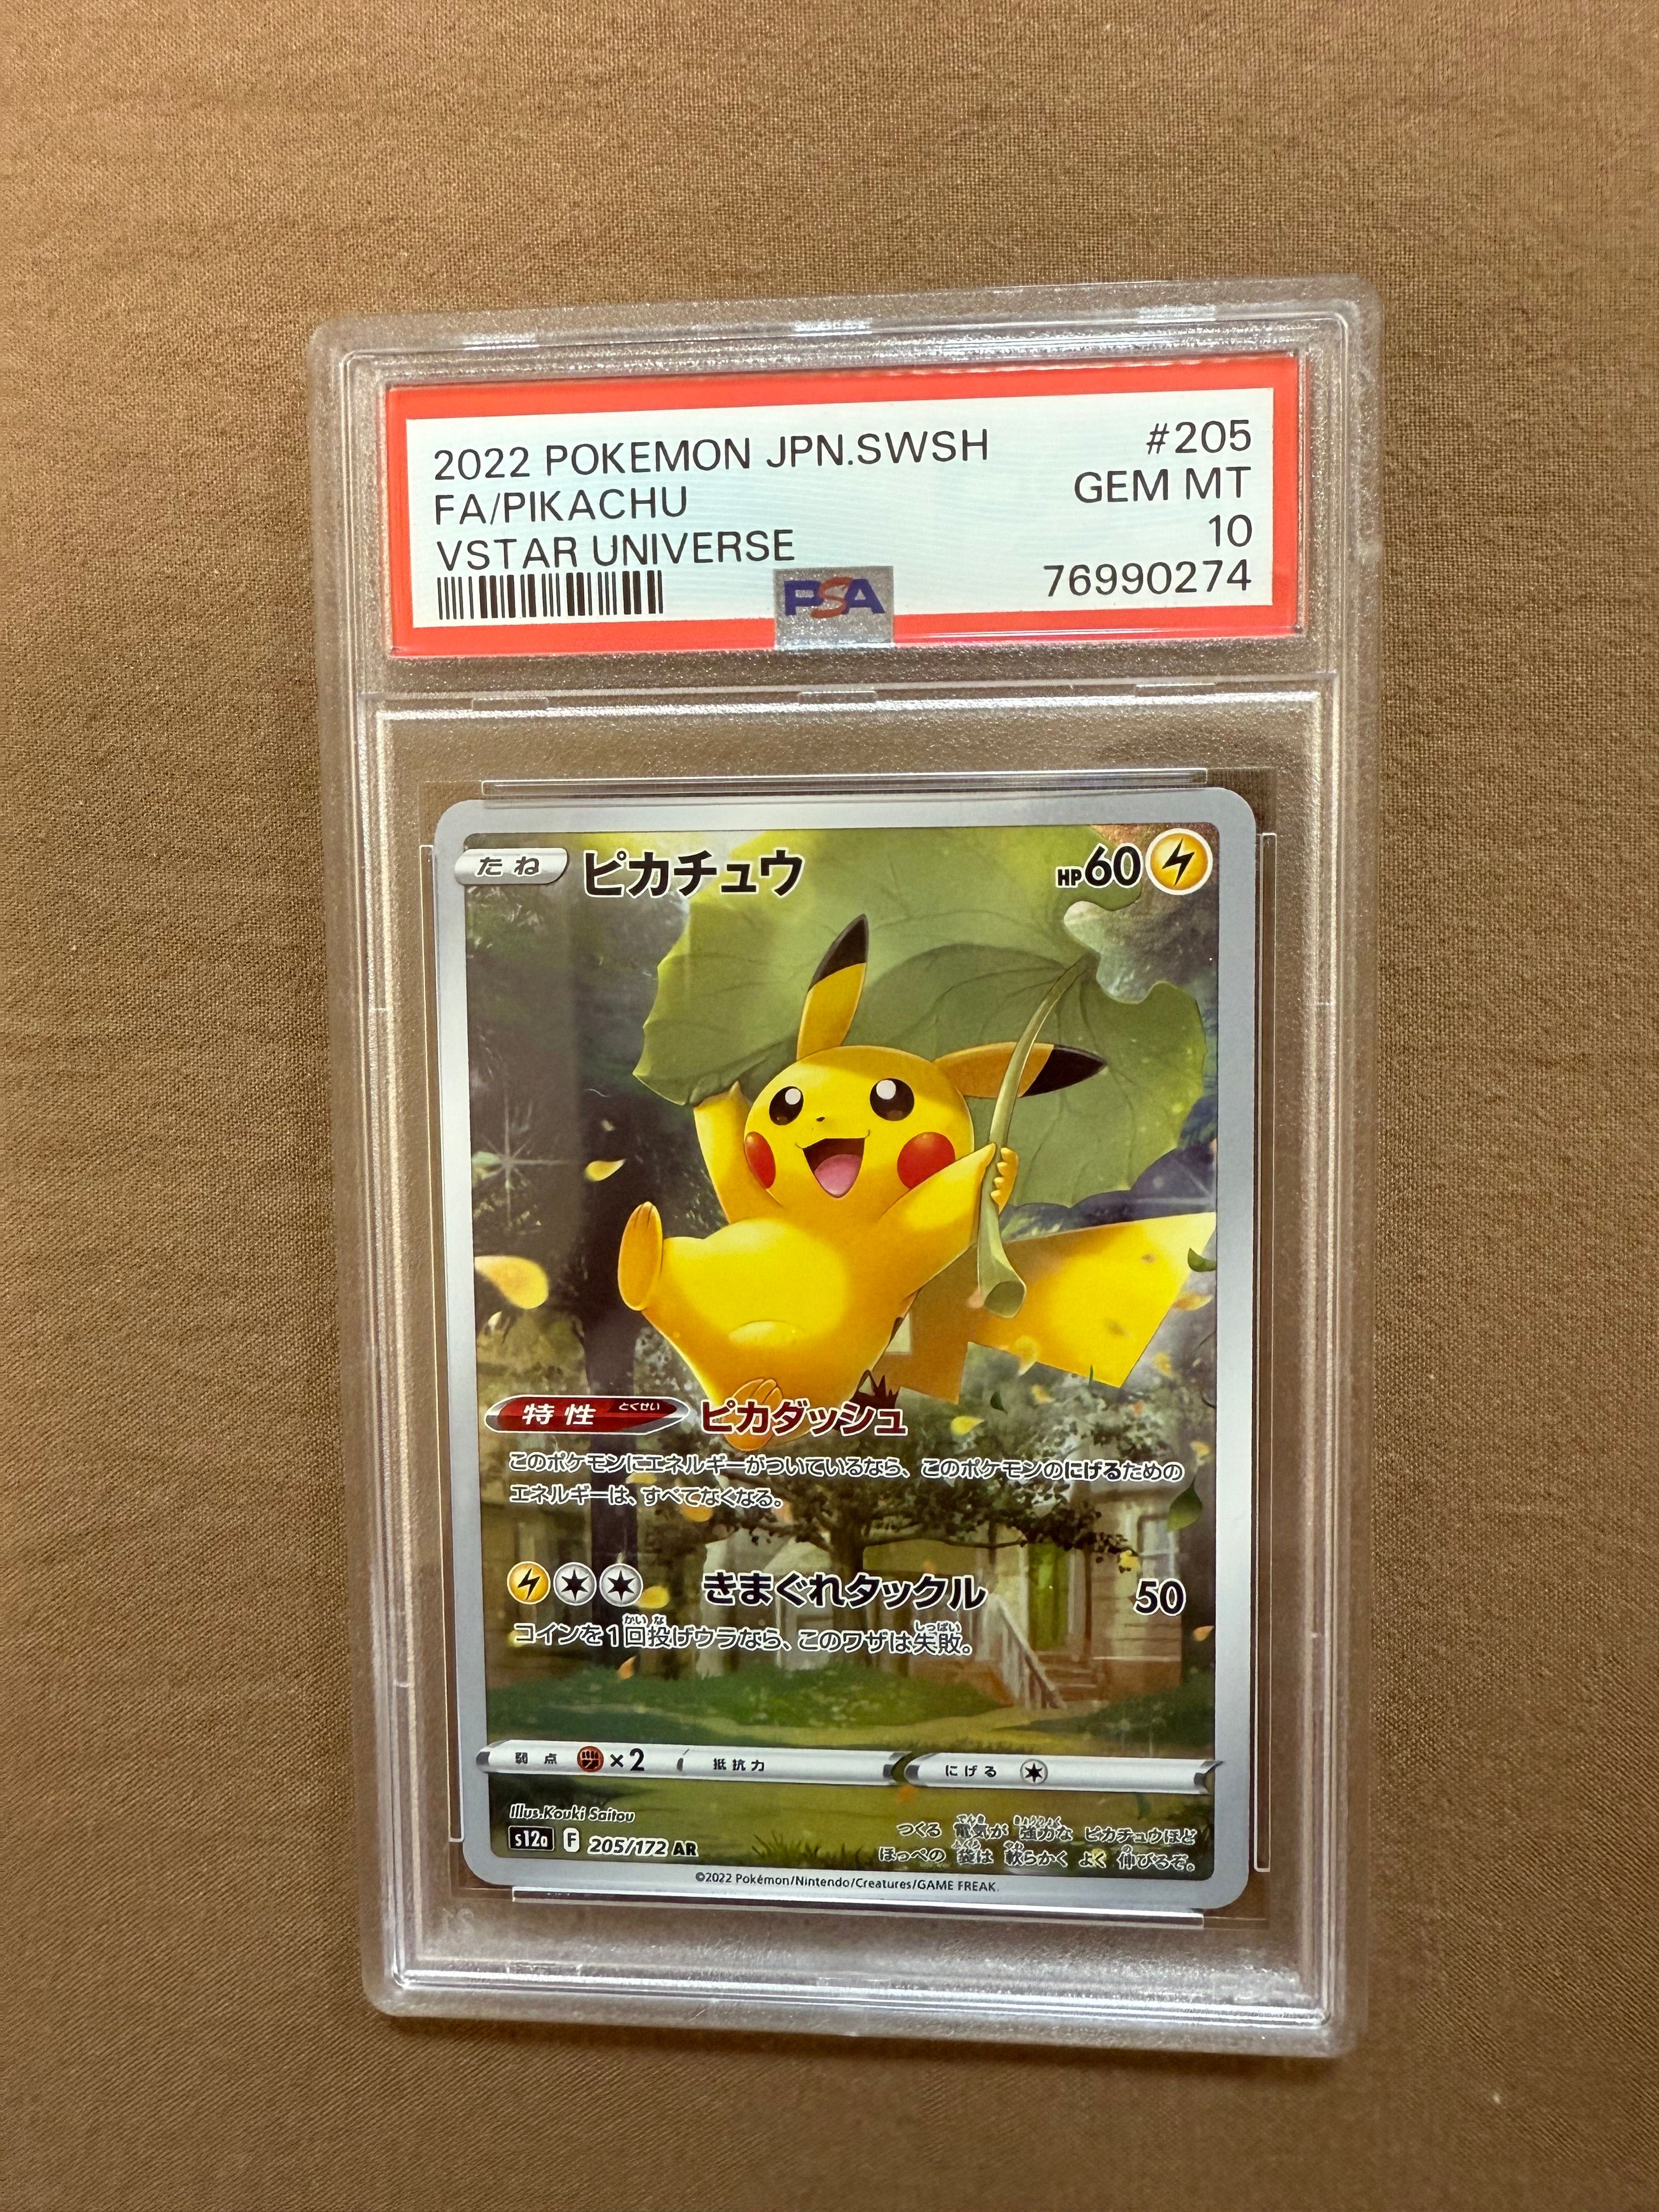 2022 POKEMON JPN.SWSH #205
FA/PIKACHU GEM MT
VSTAR UNIVERSE 10
PSA 76990274
たね ピカチュウ HP60
特性 とくせい ピカダッシュ
このポケモンにエネルギーがついているなら、このポケモンのにげるための
エネルギーは、すべてなくなる。
きまぐれタックル 50
コインを1回投げウラなら、このワザは失敗。
弱点 ×2 抵抗力 にげる
Illus.Kouki Saitou
s12a F 205/172 AR
つくる 電気が 強力な ピカチュウほど
ほっぺの 袋は 軟らかく よく 伸びるぞ。
©2022 Pokémon/Nintendo/Creatures/GAME FREAK.